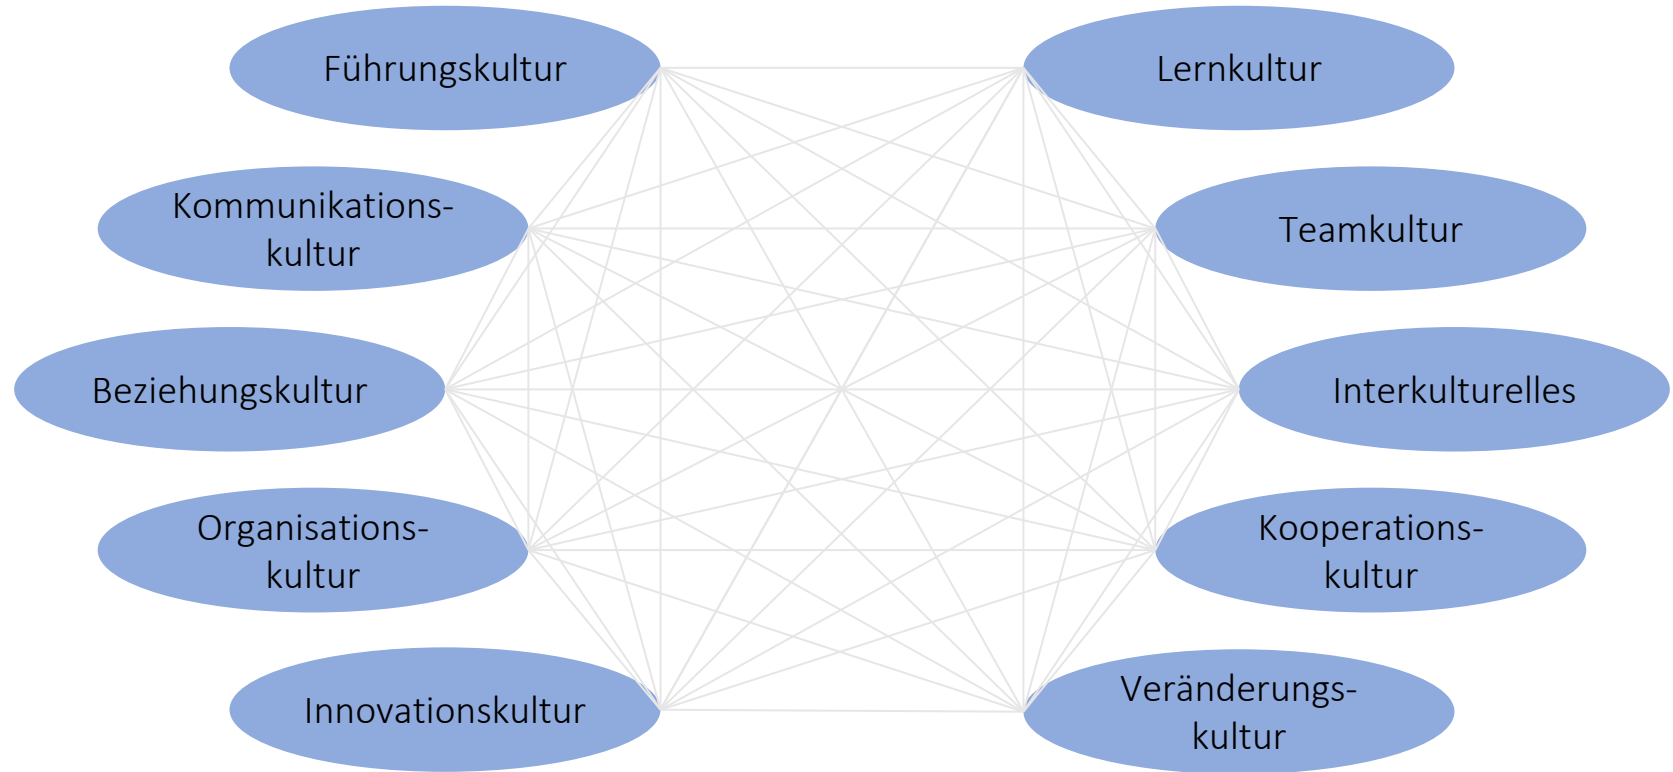 Führungskultur
Lernkultur
Kommunikations-
kultur
Teamkultur
Beziehungskultur
Interkulturelles
Organisations-
kultur
Kooperations-
kultur
Innovationskultur
Veränderungs-
kultur